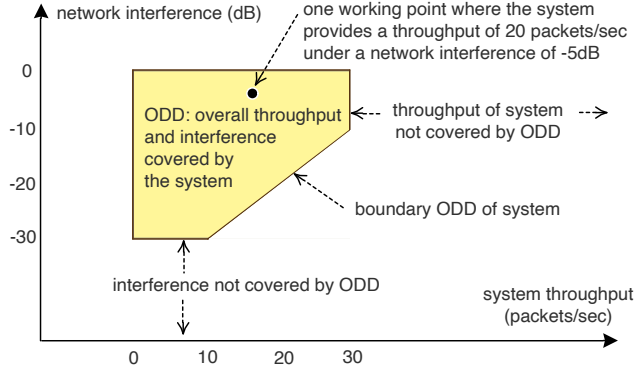 network interference (dB)
one working point where the system
provides a throughput of 20 packets/sec
under a network interference of -5dB
0
ODD: overall throughput
and interference
covered by
the system
throughput of system
not covered by ODD
-10
-20
boundary ODD of system
-30
interference not covered by ODD
system throughput
(packets/sec)
0
10
20
30